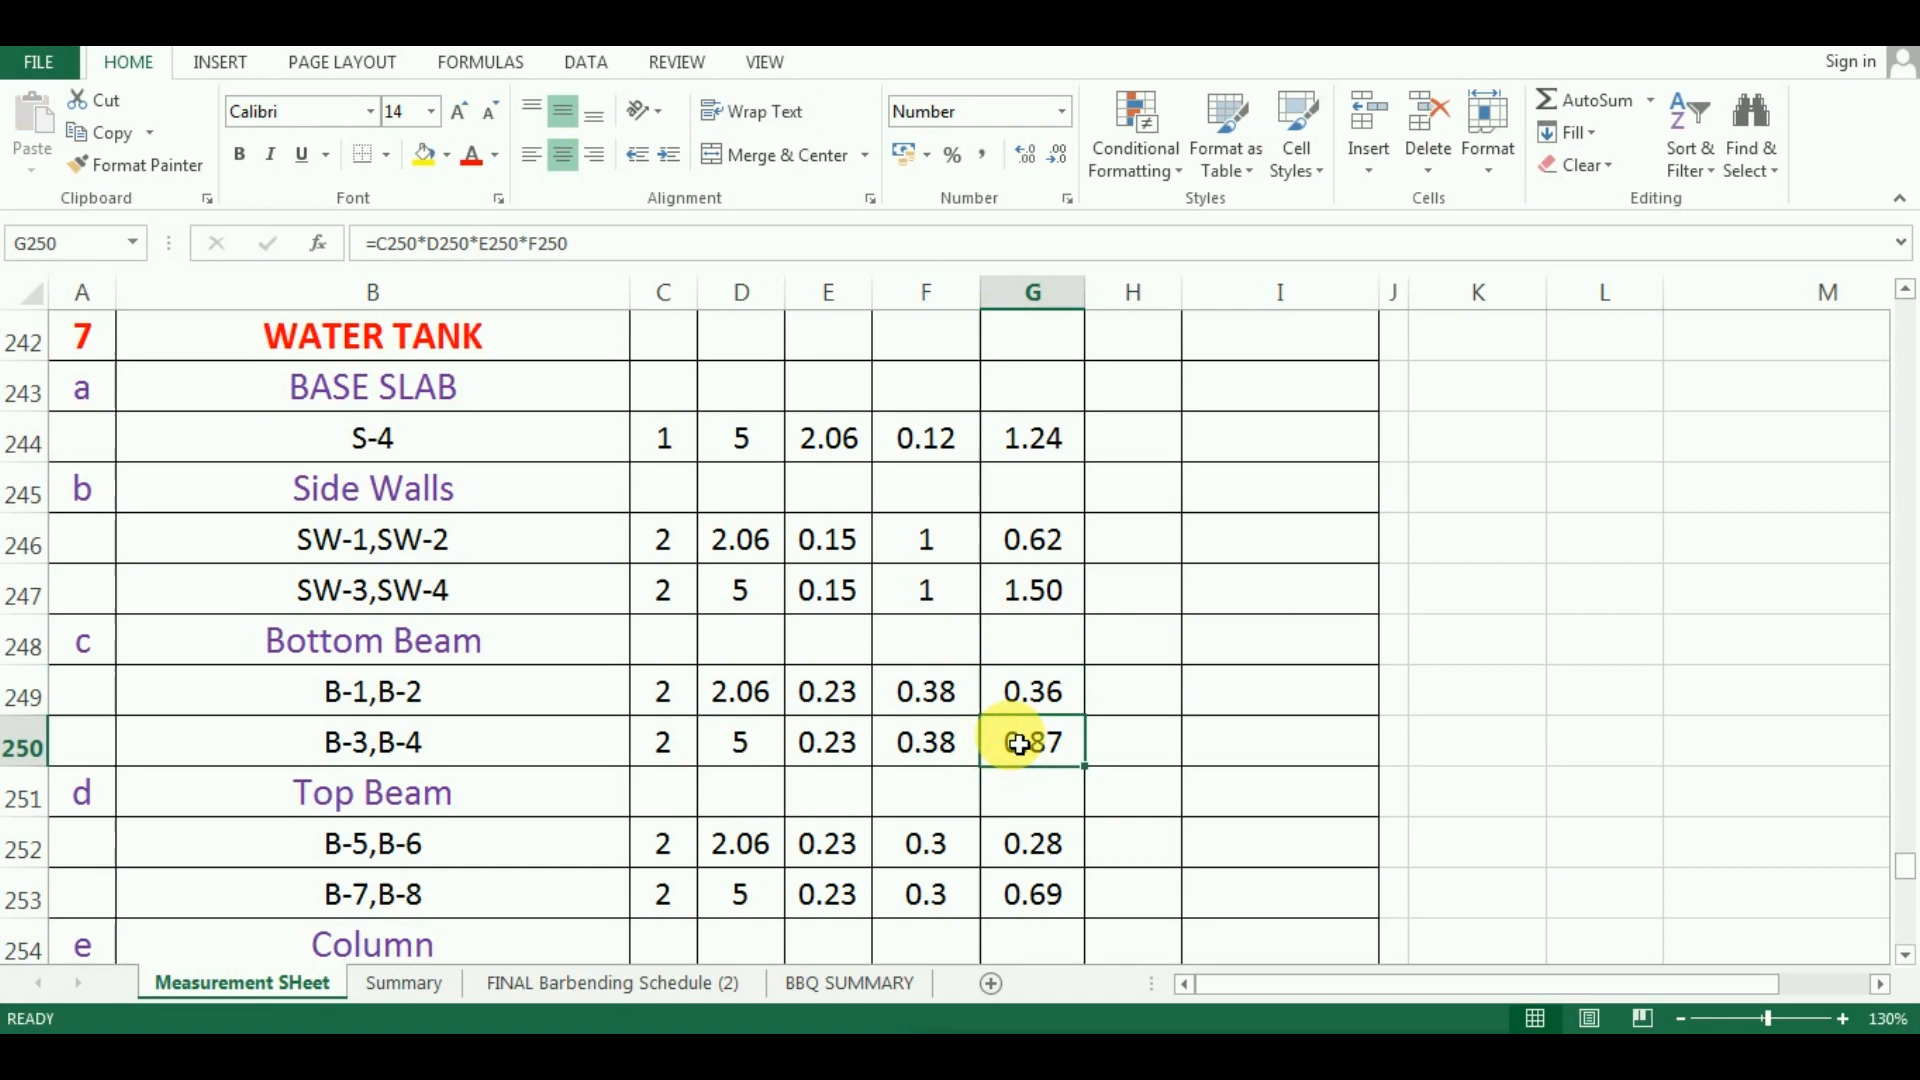 FILE HOME INSERT PAGE LAYOUT FORMULAS DATA REVIEW VIEW Sign in
Paste Cut Copy Format Painter Clipboard
Calibri 14 B I U Font
Wrap Text Merge & Center Alignment
Number % Number
Conditional Formatting Format as Table Cell Styles Styles
Insert Delete Format Cells
AutoSum Fill Clear Sort & Filter Find & Select Editing
G250 fx =C250*D250*E250*F250
A B C D E F G H I J K L M
242 7 WATER TANK
243 a BASE SLAB
244 S-4 1 5 2.06 0.12 1.24
245 b Side Walls
246 SW-1,SW-2 2 2.06 0.15 1 0.62
247 SW-3,SW-4 2 5 0.15 1 1.50
248 c Bottom Beam
249 B-1,B-2 2 2.06 0.23 0.38 0.36
250 B-3,B-4 2 5 0.23 0.38 0.87
251 d Top Beam
252 B-5,B-6 2 2.06 0.23 0.3 0.28
253 B-7,B-8 2 5 0.23 0.3 0.69
254 e Column
Measurement SHeet Summary FINAL Barbending Schedule (2) BBQ SUMMARY
READY 130%